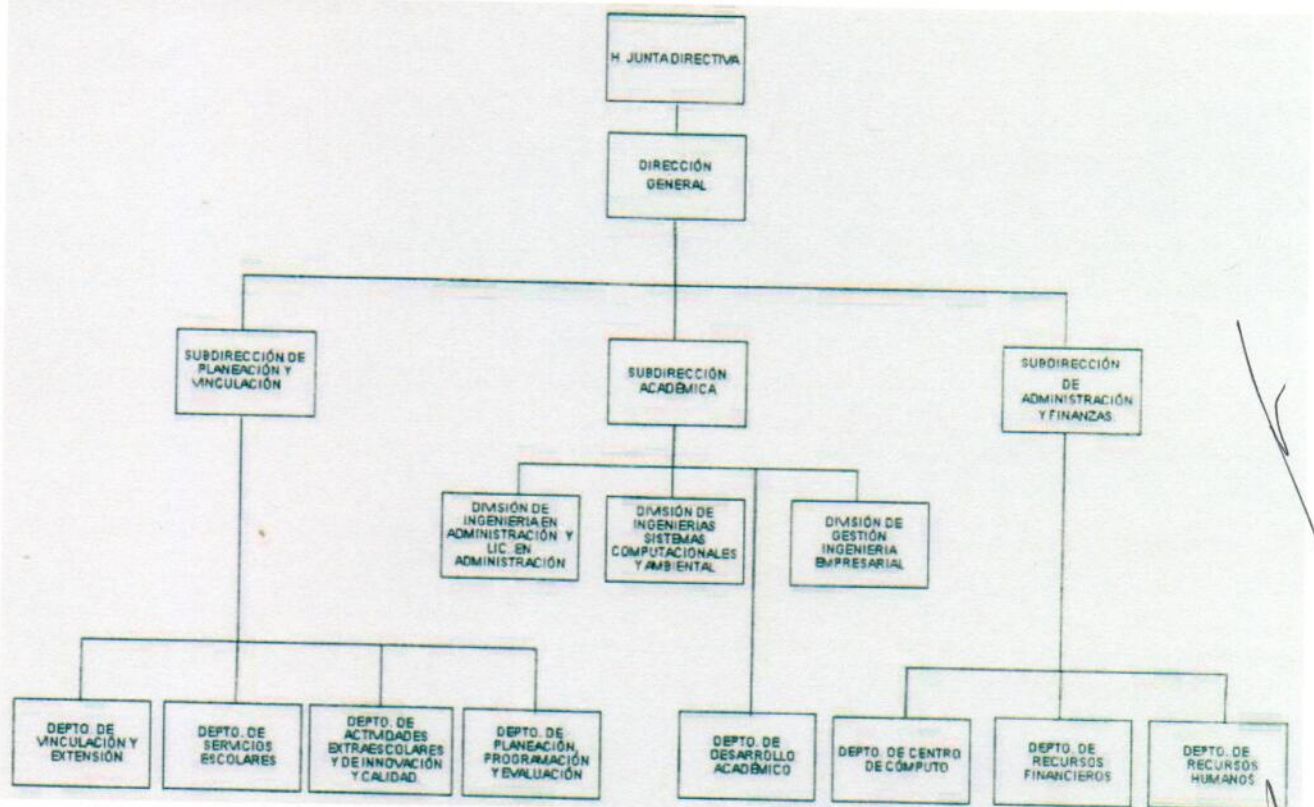 H. JUNTA DIRECTIVA
DIRECCIÓN
GENERAL
SUBDIRECCIÓN DE
PLANEACIÓN Y
VINCULACIÓN
SUBDIRECCIÓN
ACADÉMICA
SUBDIRECCIÓN
DE
ADMINISTRACIÓN
Y FINANZAS
DIVISIÓN DE
INGENIERIA EN
ADMINISTRACIÓN Y
LIC. EN
ADMINISTRACIÓN
DIVISIÓN DE
INGENIERIAS
SISTEMAS
COMPUTACIONALES
Y AMBIENTAL
DIVISIÓN DE
GESTIÓN
INGENIERIA
EMPRESARIAL
DEPTO. DE
VINCULACIÓN Y
EXTENSIÓN
DEPTO. DE
SERVICIOS
ESCOLARES
DEPTO. DE
ACTIVIDADES
EXTRAESCOLARES
Y DE INNOVACIÓN
Y CALIDAD
DEPTO. DE
PLANEACIÓN,
PROGRAMACIÓN
Y EVALUACIÓN
DEPTO. DE
DESARROLLO
ACADÉMICO
DEPTO. DE CENTRO
DE CÓMPUTO
DEPTO. DE
RECURSOS
FINANCIEROS
DEPTO. DE
RECURSOS
HUMANOS